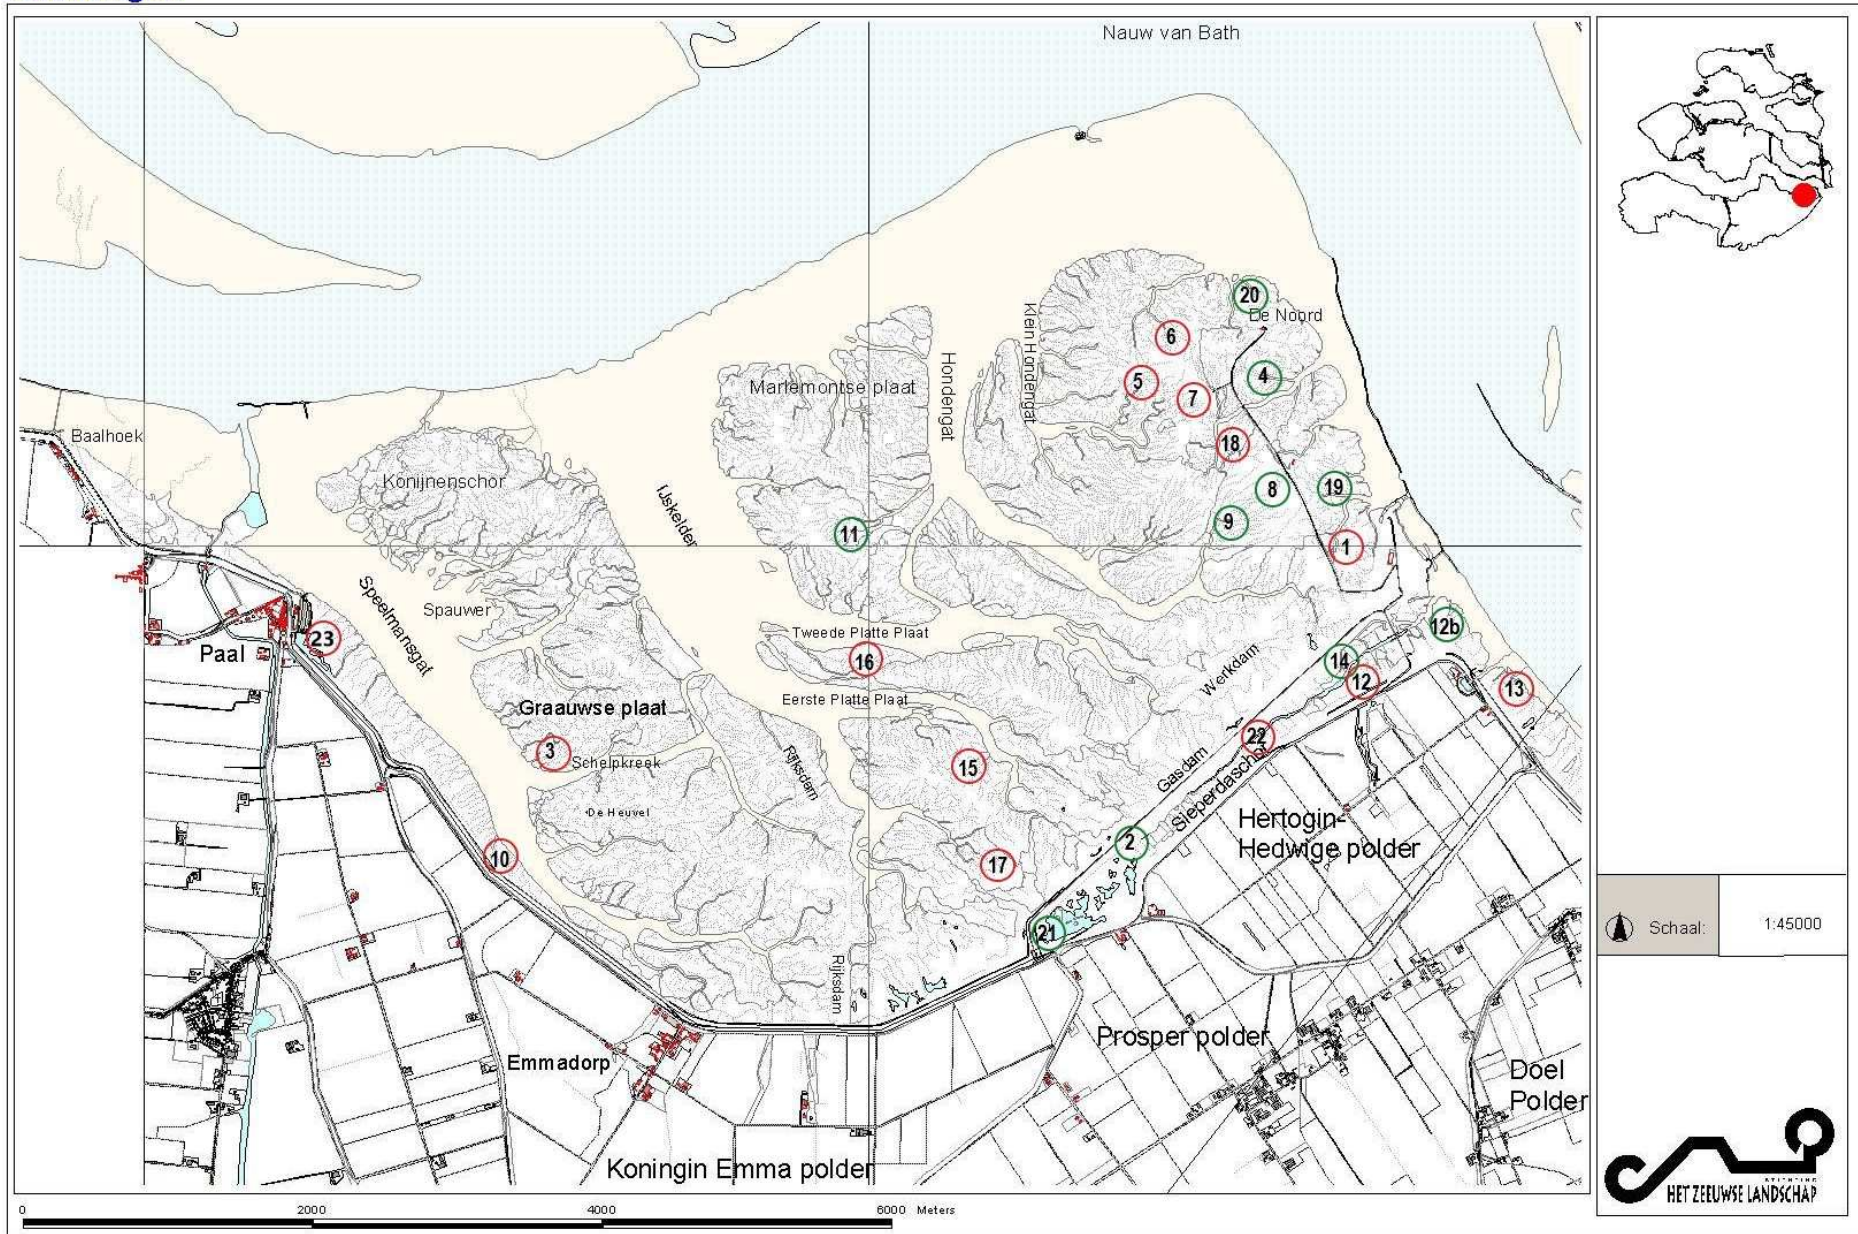 Nauw van Bath
20
De Noord
6
Klein Hondengat
5
4
Hondengat
Marlemontse plaat
7
Baalhoek
18
Konijnenschor
8
19
IJskelder
9
11
1
Speelmansgat
Spauwer
12b
23
Tweede Platte Plaat
Paal
16
Werkdam
14
12
13
Eerste Platte Plaat
Graauwse plaat
22
3
Schelpkreek
Rijksdam
15
Gasdam
Sieperdaschor
De Heuvel
Hertogin-
Hedwige polder
2
10
17
21
Rijksdam
Emmadorp
Prosper polder
Doel
Polder
Koningin Emma polder
0 2000 4000 6000 Meters
Schaal: 1:45000
STICHTING
HET ZEEUWSE LANDSCHAP